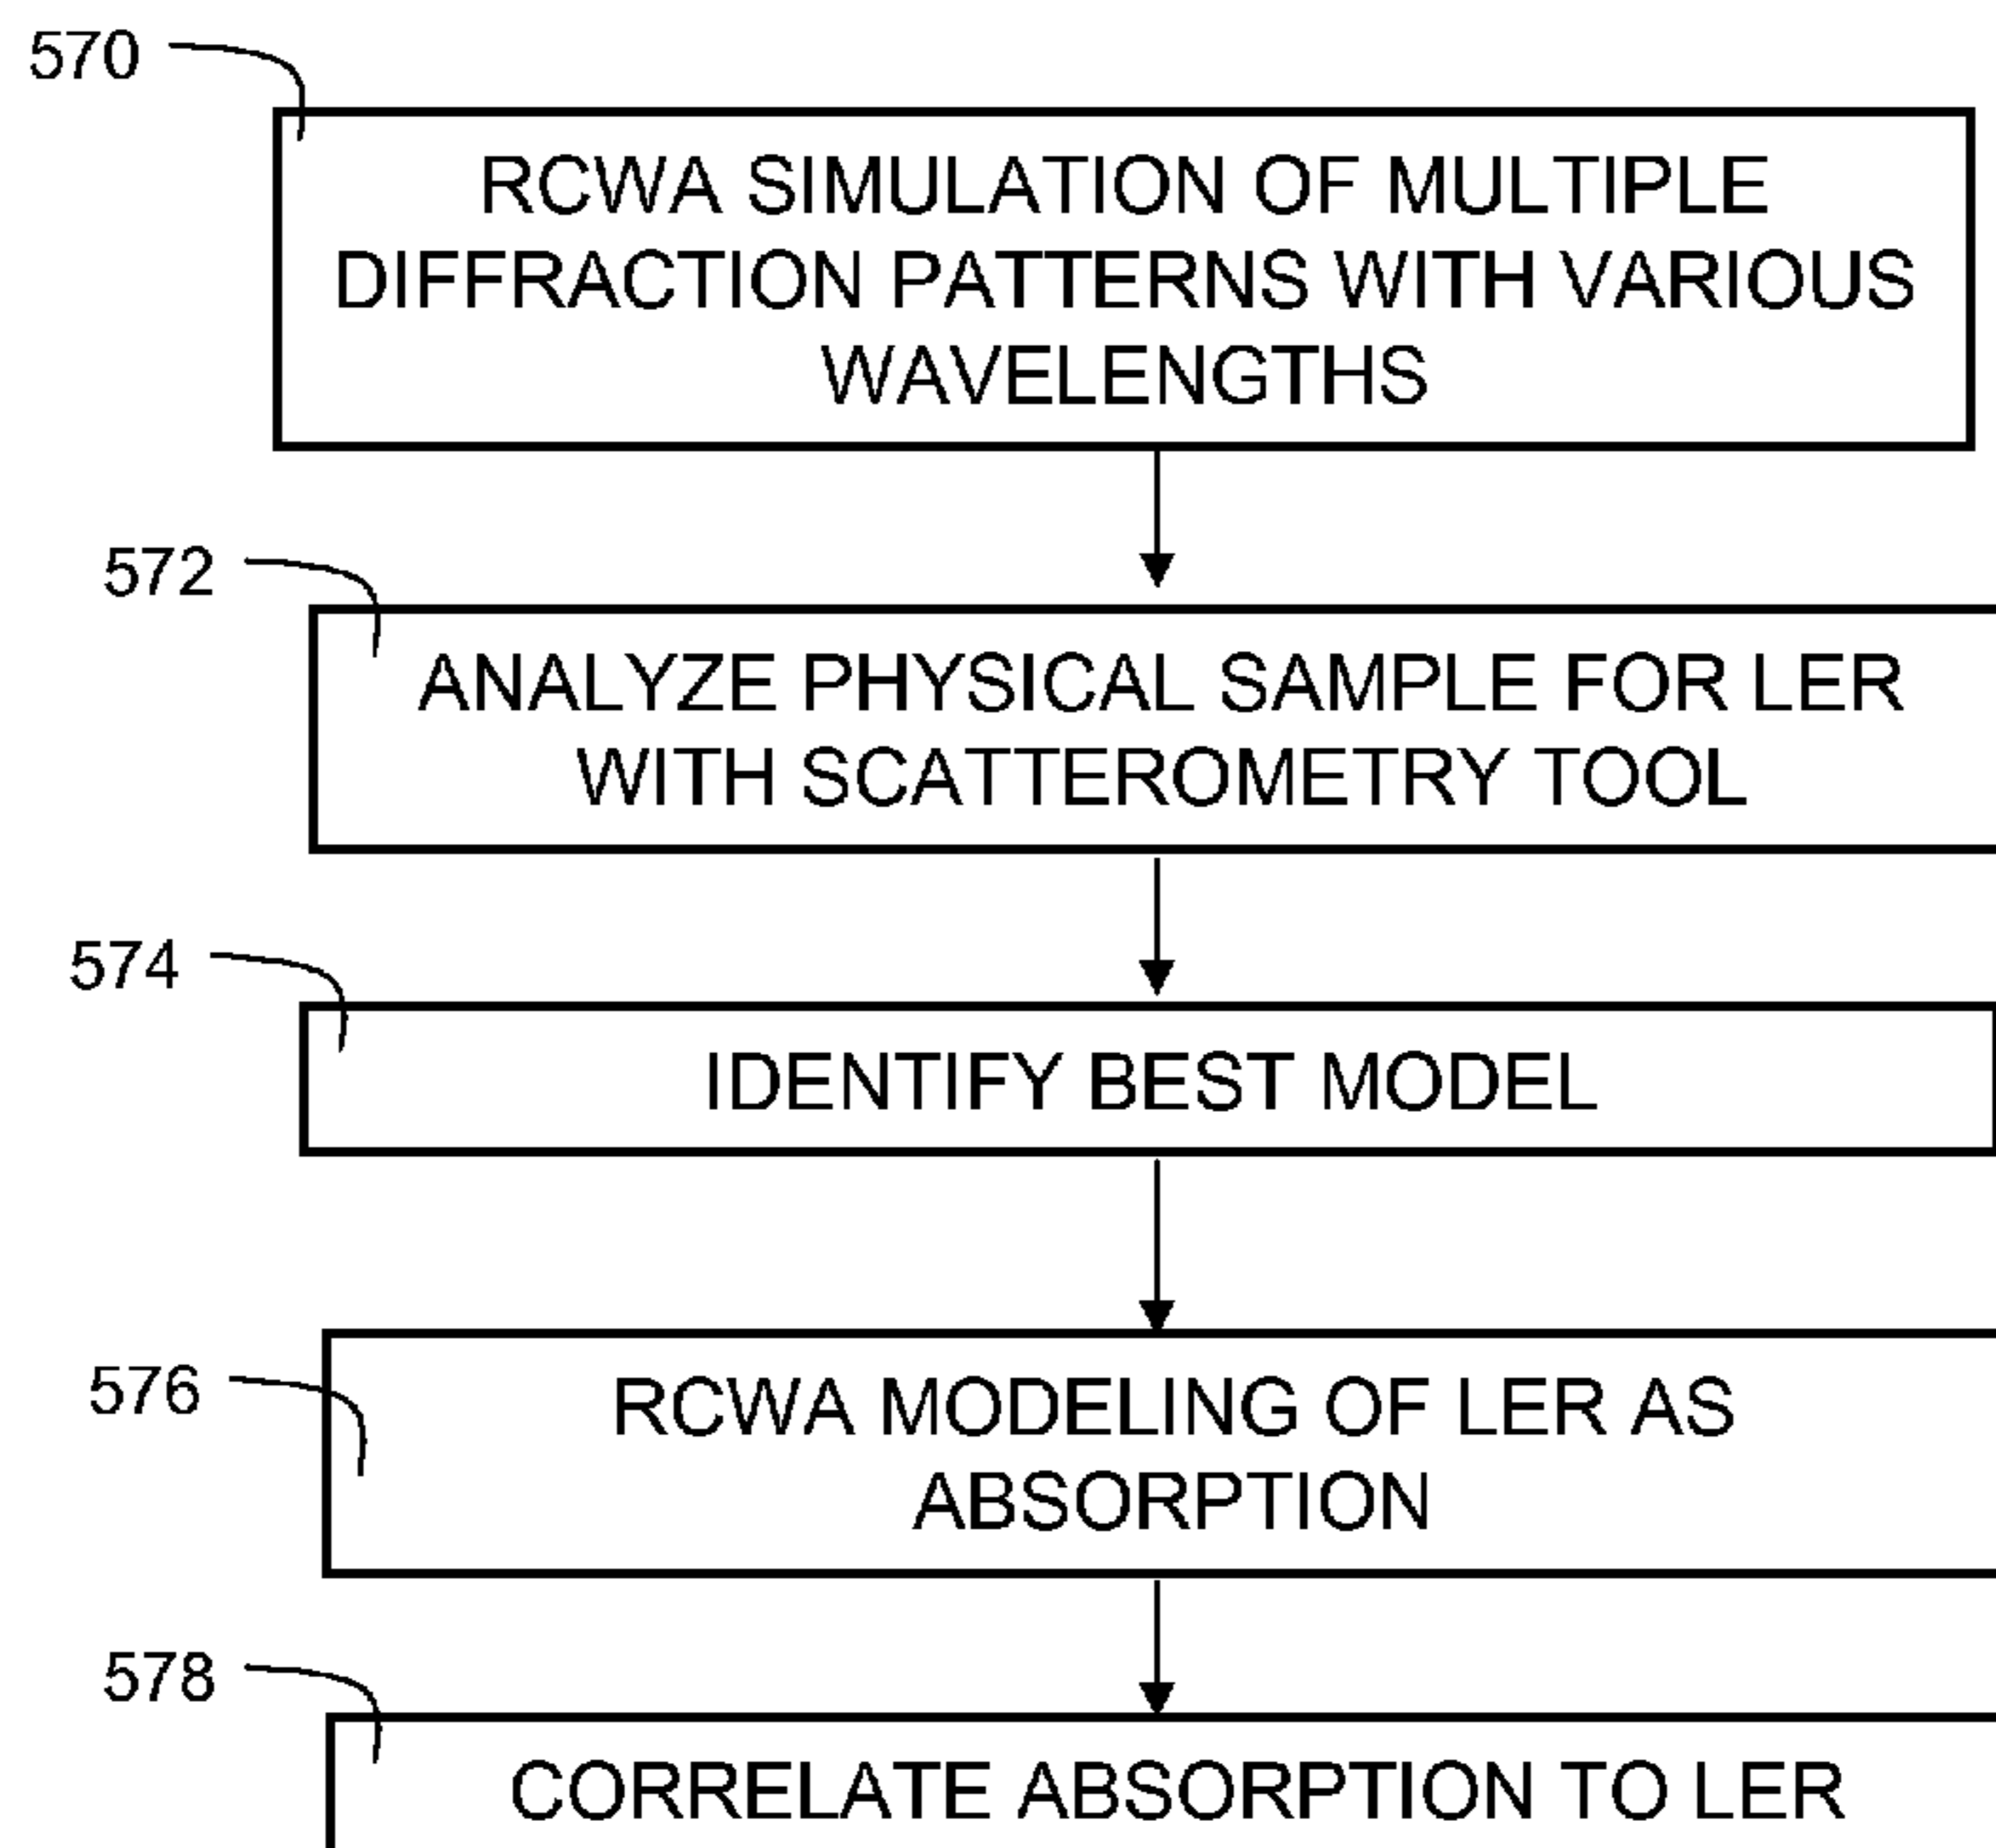 570
RCWA SIMULATION OF MULTIPLE
DIFFRACTION PATTERNS WITH VARIOUS
WAVELENGTHS
572
ANALYZE PHYSICAL SAMPLE FOR LER
WITH SCATTEROMETRY TOOL
574
IDENTIFY BEST MODEL
576
RCWA MODELING OF LER AS
ABSORPTION
578
CORRELATE ABSORPTION TO LER